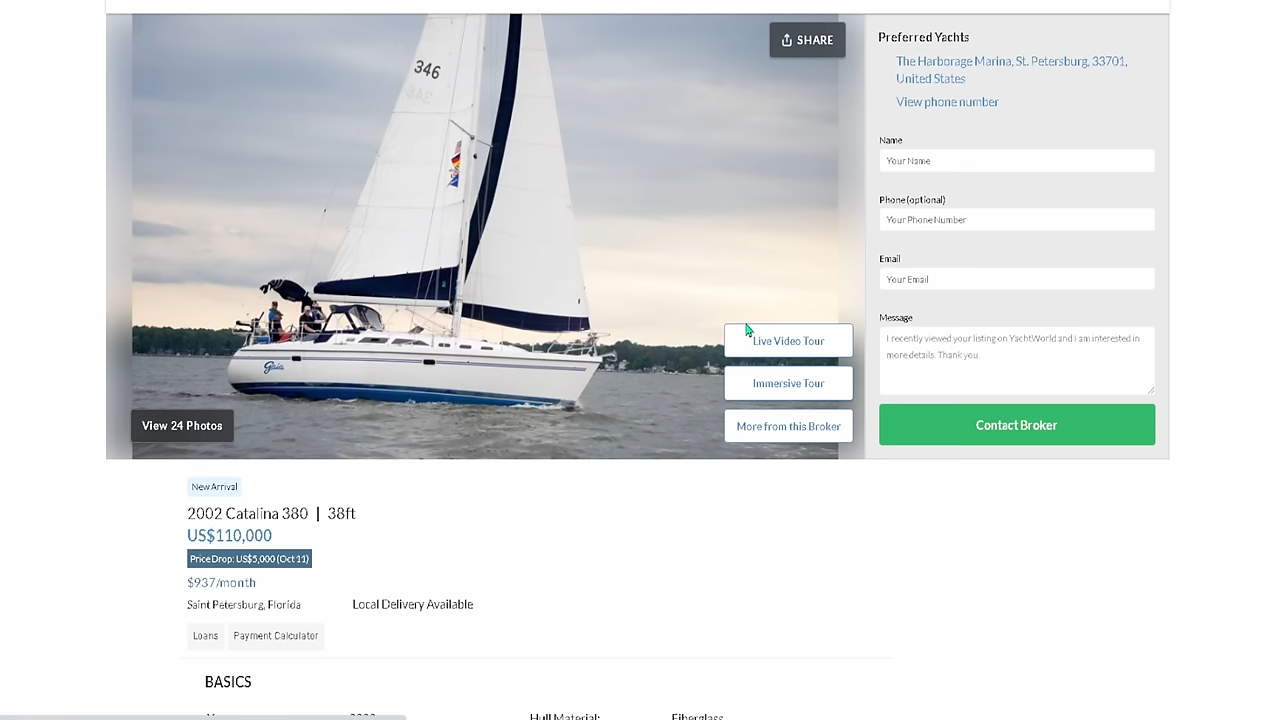 346
SHARE
Gaia
Live Video Tour
Immersive Tour
More from this Broker
View 24 Photos
Preferred Yachts
The Harborage Marina, St. Petersburg, 33701,
United States
View phone number
Name
Your Name
Phone (optional)
Your Phone Number
Email
Your Email
Message
I recently viewed your listing on YachtWorld and I am interested in
more details. Thank you.
Contact Broker
New Arrival
2002 Catalina 380 | 38ft
US$110,000
Price Drop: US$5,000 (Oct 11)
$937/month
Saint Petersburg, Florida Local Delivery Available
Loans Payment Calculator
BASICS
Hull Material: Fiberglass